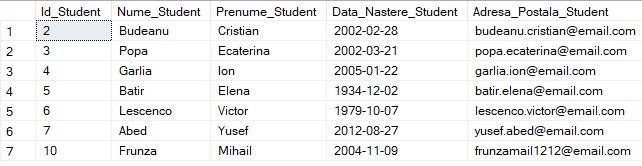 Id_Student Nume_Student Prenume_Student Data_Nastere_Student Adresa_Postala_Student
1 2 Budeanu Cristian 2002-02-28 budeanu.cristian@email.com
2 3 Popa Ecaterina 2002-03-21 popa.ecaterina@email.com
3 4 Garlia Ion 2005-01-22 garlia.ion@email.com
4 5 Batir Elena 1934-12-02 batir.elena@email.com
5 6 Lescenco Victor 1979-10-07 lescenco.victor@email.com
6 7 Abed Yusef 2012-08-27 yusef.abed@email.com
7 10 Frunza Mihail 2004-11-09 frunzamail1212@email.com